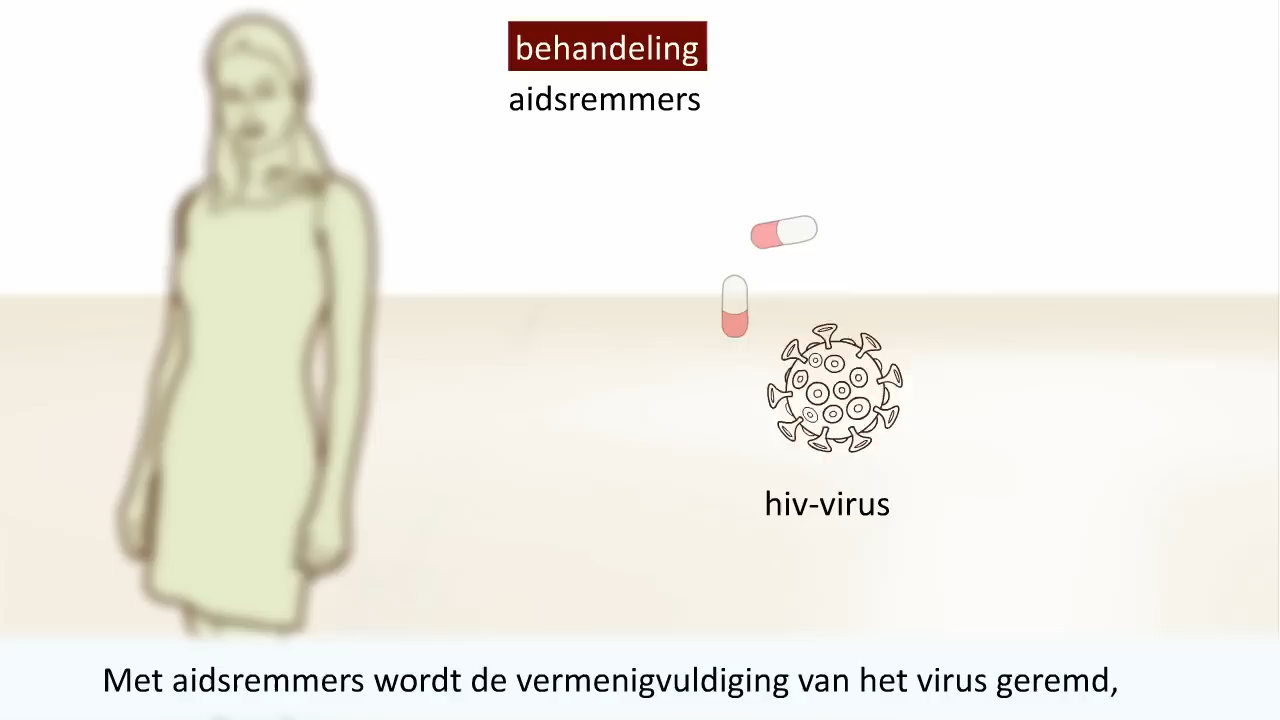 behandeling
aidsremmers
hiv-virus
Met aidsremmers wordt de vermenigvuldiging van het virus geremd,